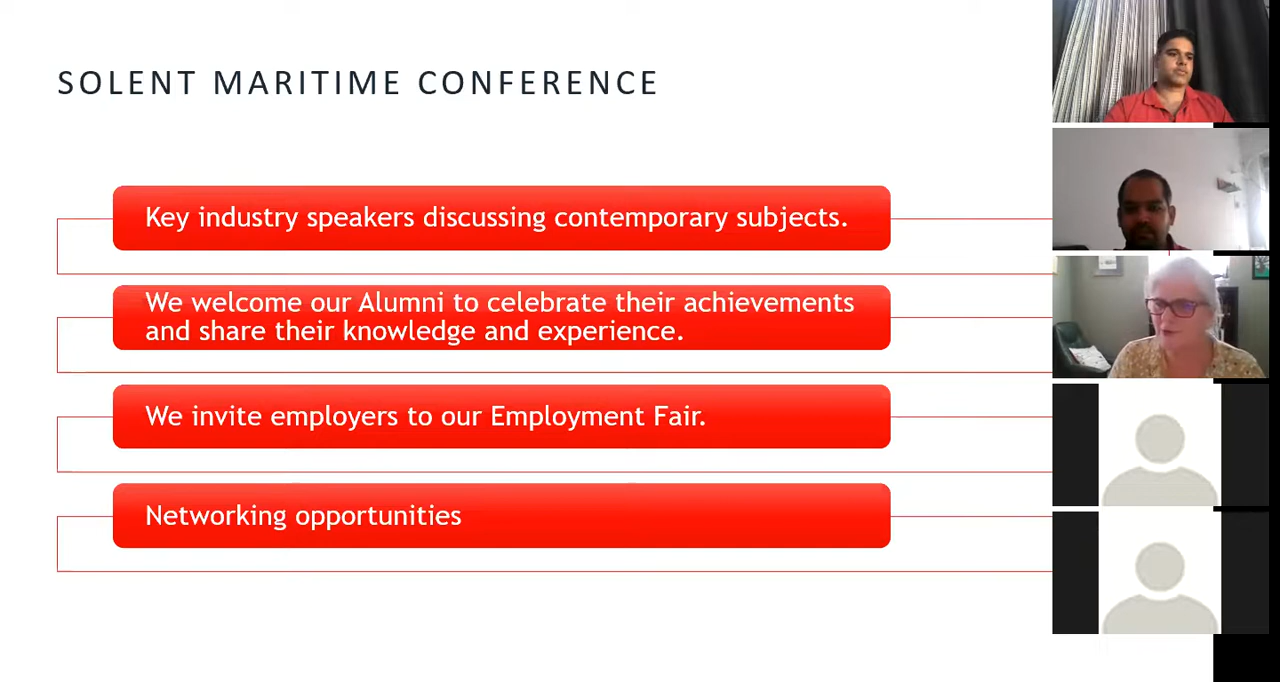 SOLENT MARITIME CONFERENCE
Key industry speakers discussing contemporary subjects.
We welcome our Alumni to celebrate their achievements
and share their knowledge and experience.
We invite employers to our Employment Fair.
Networking opportunities